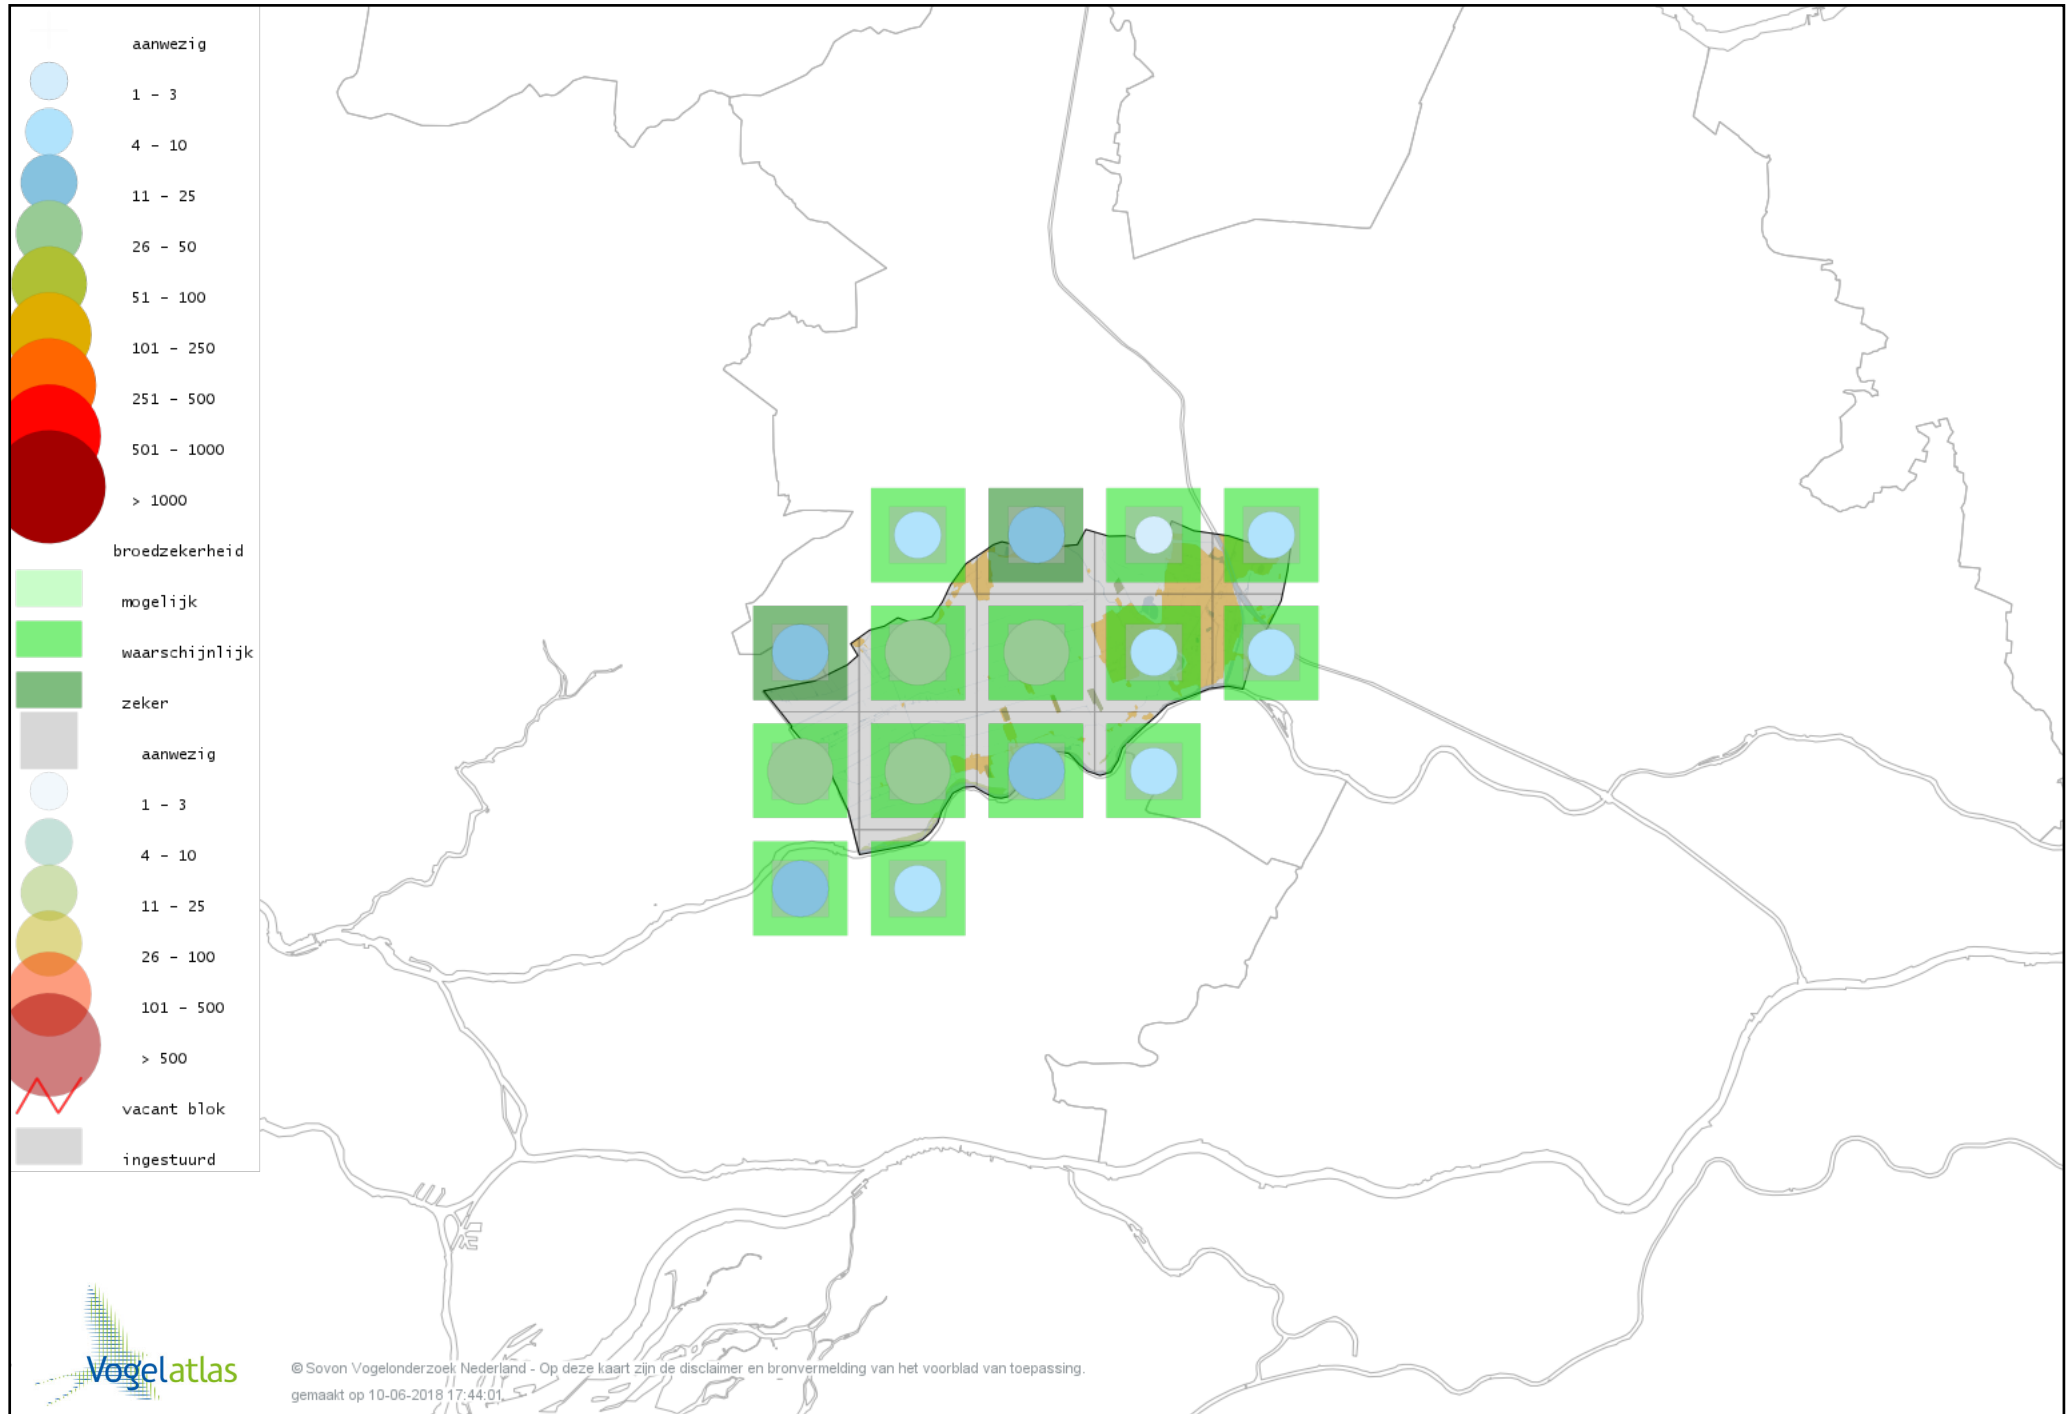 aanwezig
1 – 3
4 – 10
11 – 25
26 – 50
51 – 100
101 – 250
251 – 500
501 – 1000
> 1000
broedzekerheid
mogelijk
waarschijnlijk
zeker
aanwezig
1 – 3
4 – 10
11 – 25
26 – 100
101 – 500
> 500
vacant blok
ingestuurd
Vogelatlas
© Sovon Vogelonderzoek Nederland - Op deze kaart zijn de disclaimer en bronvermelding van het voorblad van toepassing.
gemaakt op 10-06-2018 17:44:01